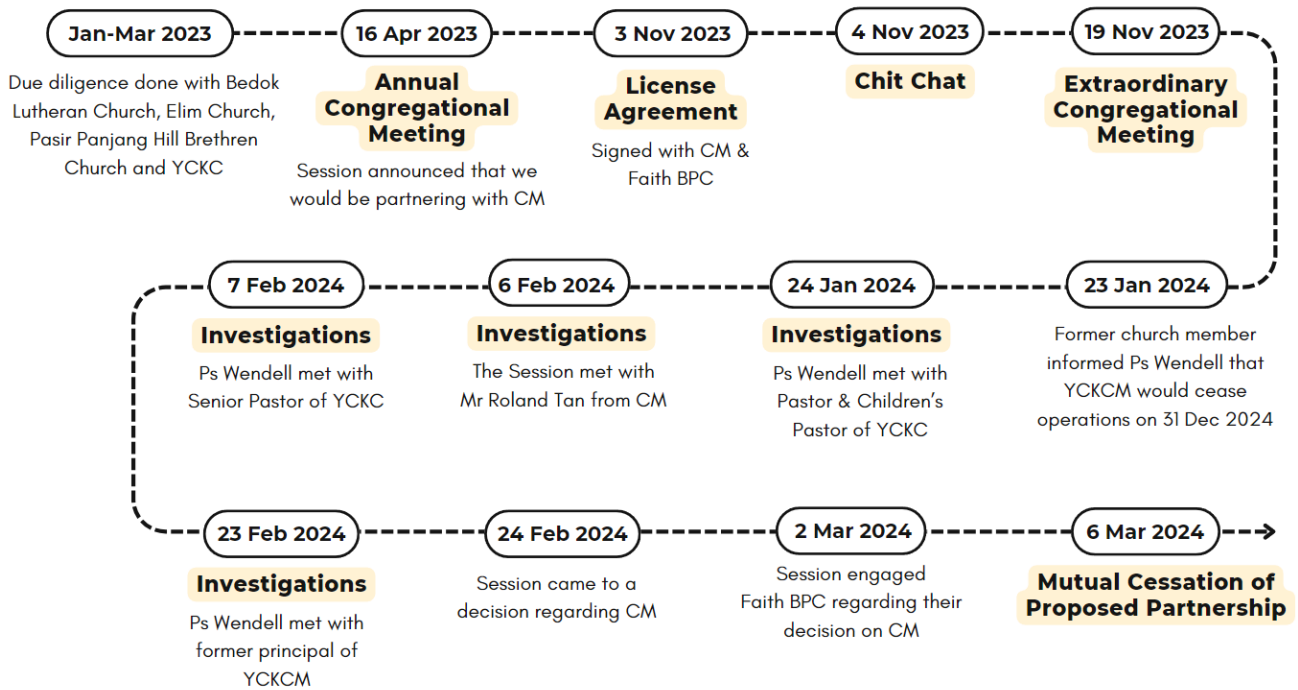 Jan-Mar 2023
Due diligence done with Bedok
Lutheran Church, Elim Church,
Pasir Panjang Hill Brethren
Church and YCKC
16 Apr 2023
Annual
Congregational
Meeting
Session announced that we
would be partnering with CM
3 Nov 2023
License
Agreement
Signed with CM &
Faith BPC
4 Nov 2023
Chit Chat
19 Nov 2023
Extraordinary
Congregational
Meeting
23 Jan 2024
Former church member
informed Ps Wendell that
YCKCM would cease
operations on 31 Dec 2024
24 Jan 2024
Investigations
Ps Wendell met with
Pastor & Children's
Pastor of YCKC
6 Feb 2024
Investigations
The Session met with
Mr Roland Tan from CM
7 Feb 2024
Investigations
Ps Wendell met with
Senior Pastor of YCKC
23 Feb 2024
Investigations
Ps Wendell met with
former principal of
YCKCM
24 Feb 2024
Session came to a
decision regarding CM
2 Mar 2024
Session engaged
Faith BPC regarding their
decision on CM
6 Mar 2024
Mutual Cessation of
Proposed Partnership